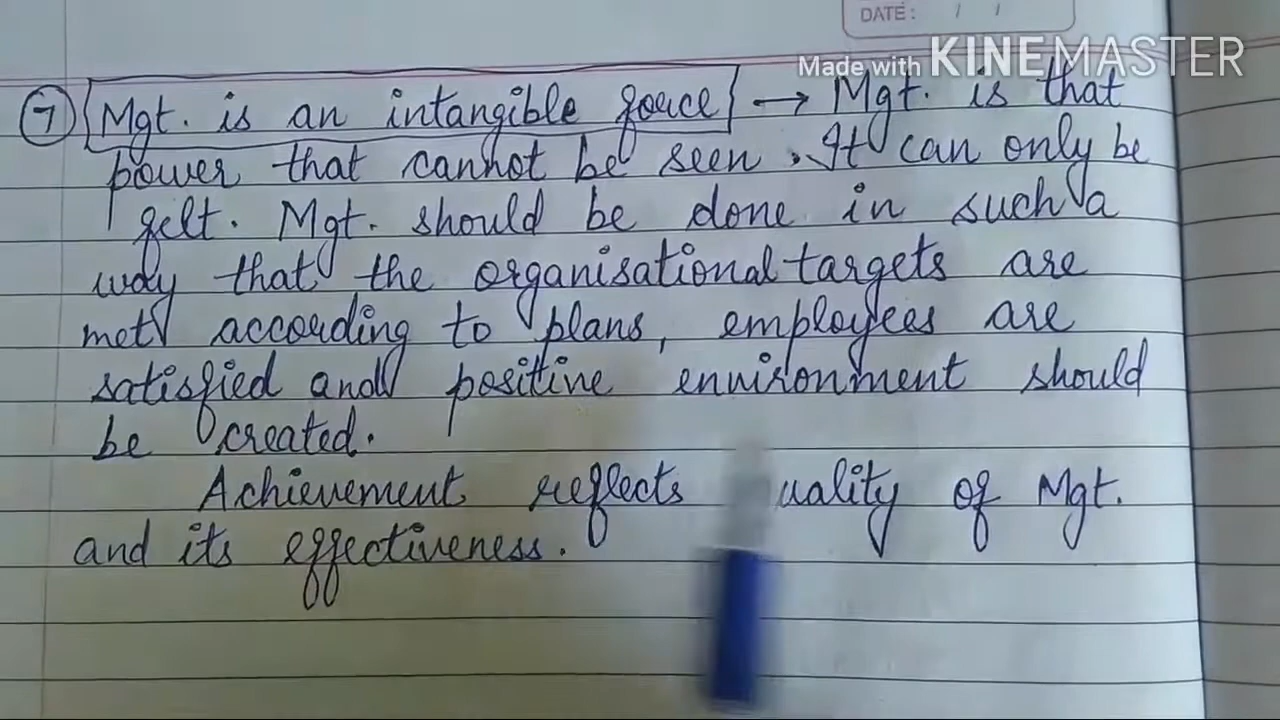 DATE: / /
Made with KINEMASTER
7 Mgt. is an intangible force → Mgt. is that
power that cannot be seen. It can only be
felt. Mgt. should be done in such a
way that the organisational targets are
met according to plans, employees are
satisfied and positive environment should
be created.
Achievement reflects uality of Mgt.
and its effectiveness.